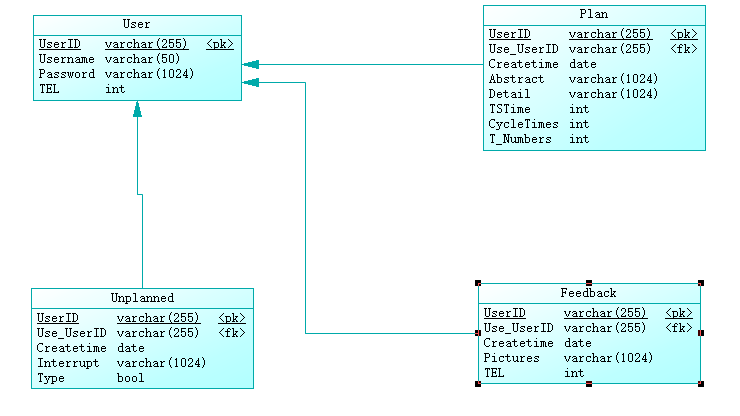 User
UserID varchar(255) <pk>
Username varchar(50)
Password varchar(1024)
TEL int
Plan
UserID varchar(255) <pk>
Use_UserID varchar(255) <fk>
Createtime date
Abstract varchar(1024)
Detail varchar(1024)
TSTime int
CycleTimes int
T_Numbers int
Unplanned
UserID varchar(255) <pk>
Use_UserID varchar(255) <fk>
Createtime date
Interrupt varchar(1024)
Type bool
Feedback
UserID varchar(255) <pk>
Use_UserID varchar(255) <fk>
Createtime date
Pictures varchar(1024)
TEL int